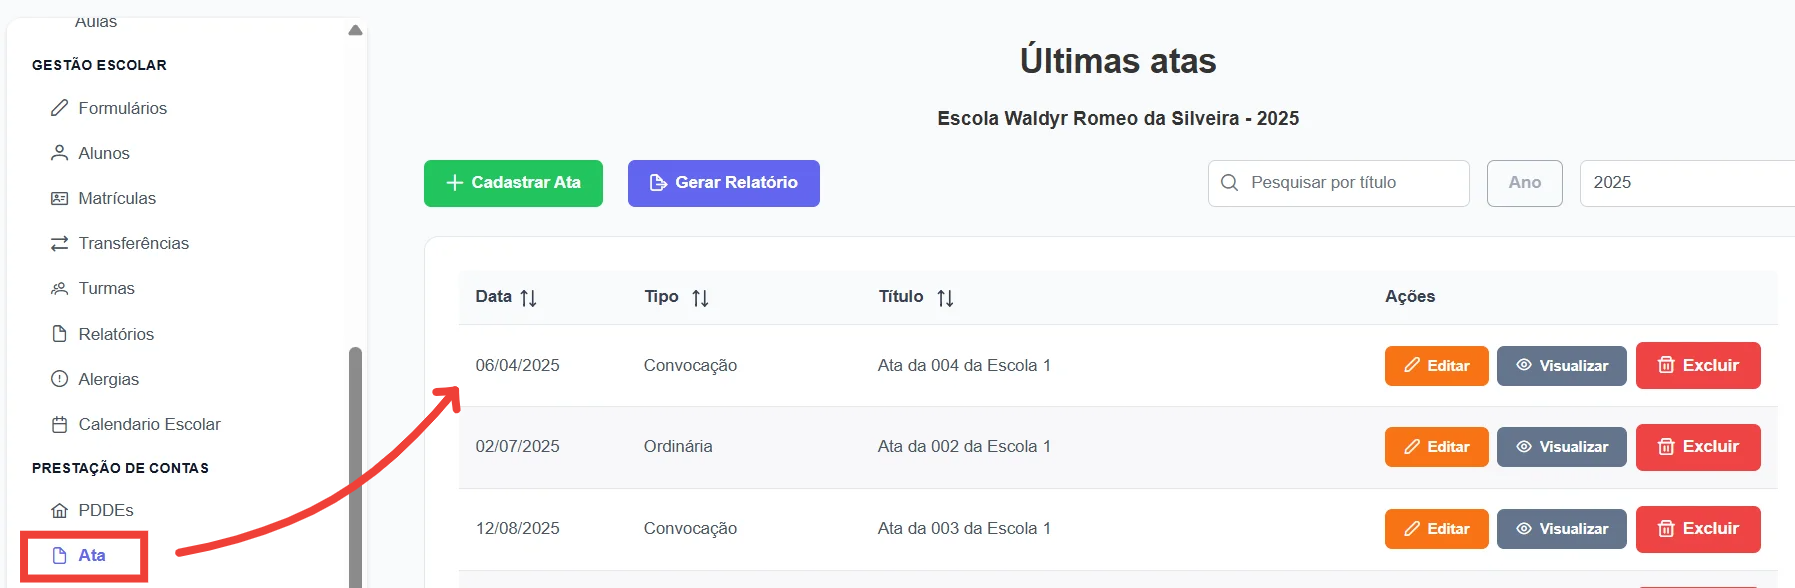 Aulas
GESTÃO ESCOLAR
Formulários
Alunos
Matrículas
Transferências
Turmas
Relatórios
Alergias
Calendario Escolar
PRESTAÇÃO DE CONTAS
PDDEs
Ata
Últimas atas
Escola Waldyr Romeo da Silveira - 2025
Cadastrar Ata
Gerar Relatório
Pesquisar por título
Ano
2025
Data Tipo Título Ações
06/04/2025 Convocação Ata da 004 da Escola 1 Editar Visualizar Excluir
02/07/2025 Ordinária Ata da 002 da Escola 1 Editar Visualizar Excluir
12/08/2025 Convocação Ata da 003 da Escola 1 Editar Visualizar Excluir